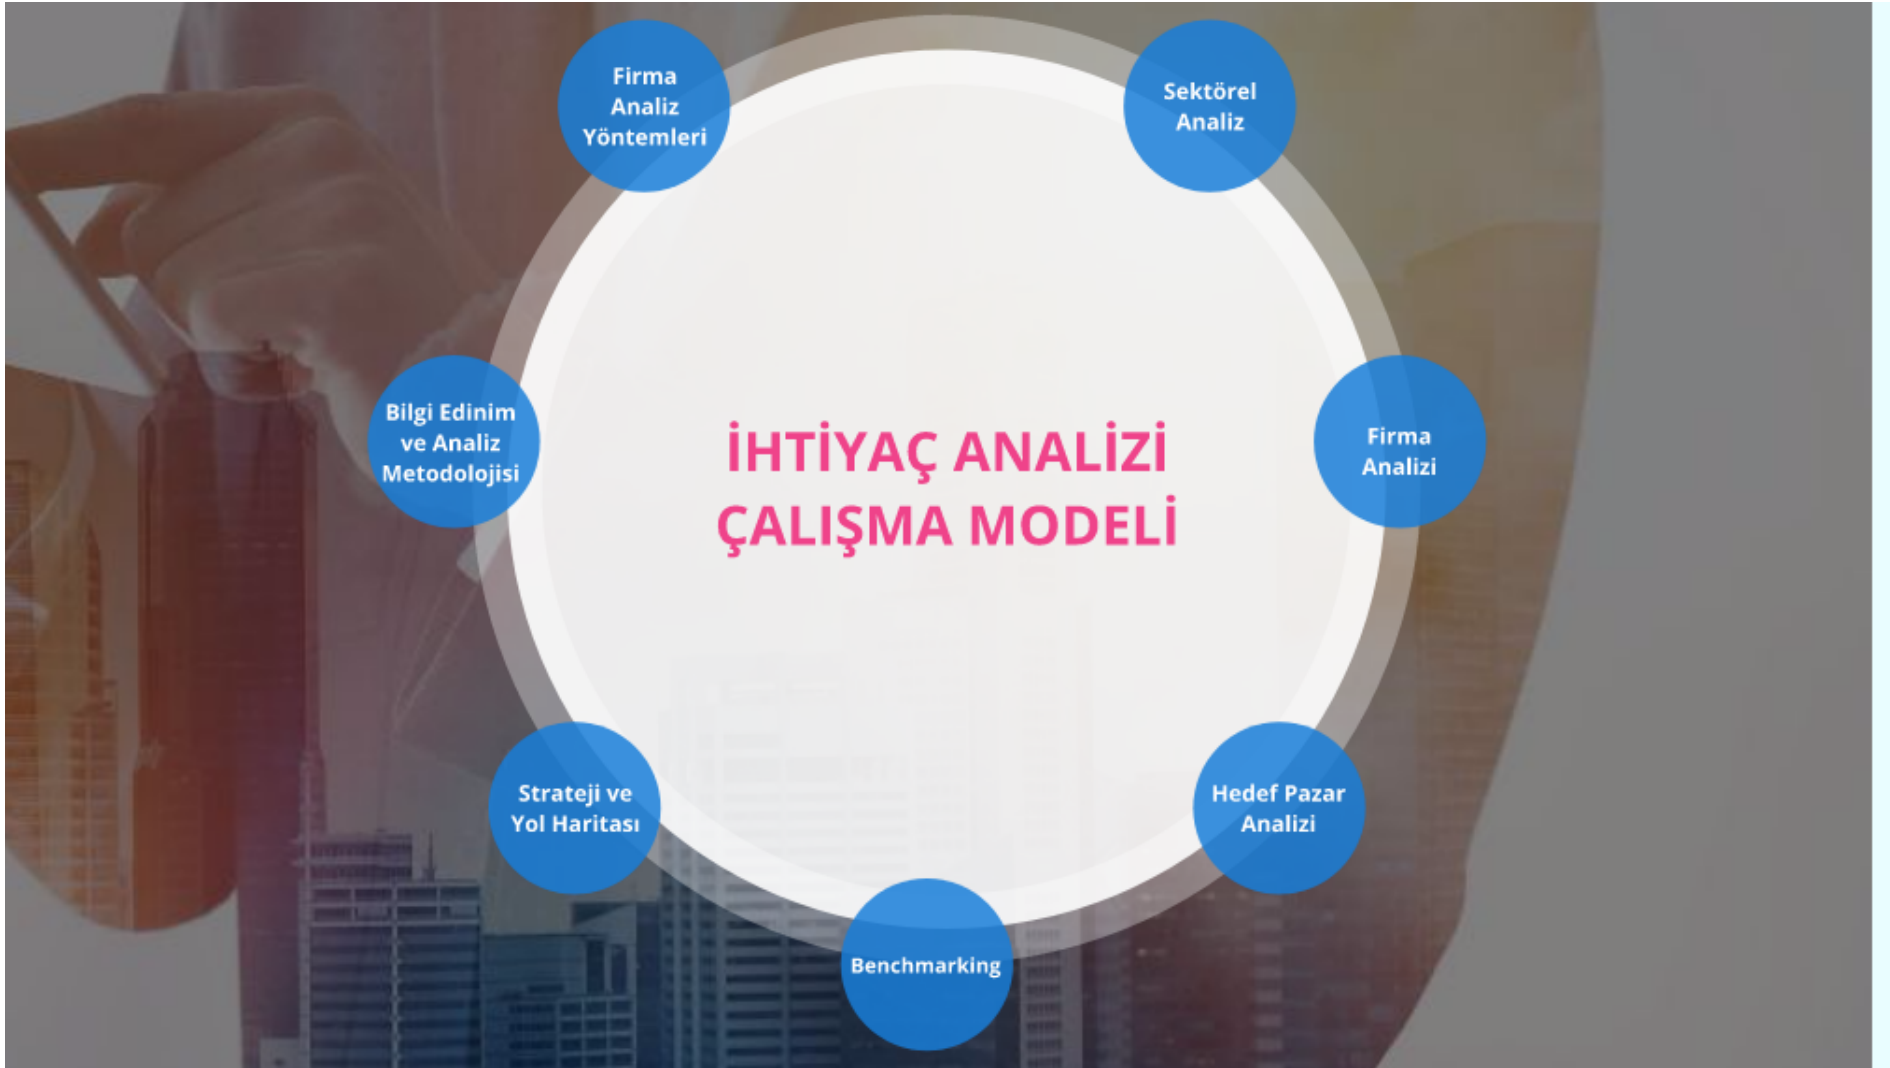 Firma
Analiz
Yöntemleri
Sektörel
Analiz
Bilgi Edinim
ve Analiz
Metodolojisi
İHTİYAÇ ANALİZİ
ÇALIŞMA MODELİ
Firma
Analizi
Strateji ve
Yol Haritası
Hedef Pazar
Analizi
Benchmarking